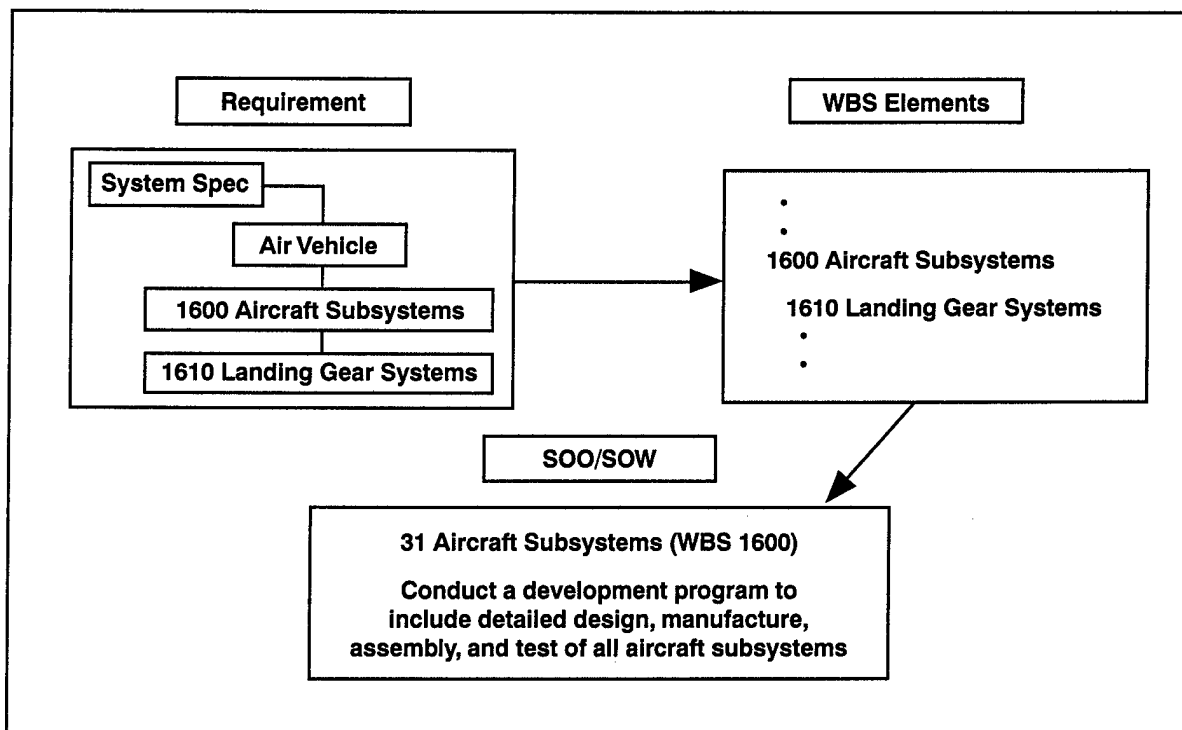 Requirement
System Spec
Air Vehicle
1600 Aircraft Subsystems
1610 Landing Gear Systems
WBS Elements
•
•
1600 Aircraft Subsystems
1610 Landing Gear Systems
•
•
SOO/SOW
31 Aircraft Subsystems (WBS 1600)
Conduct a development program to
include detailed design, manufacture,
assembly, and test of all aircraft subsystems